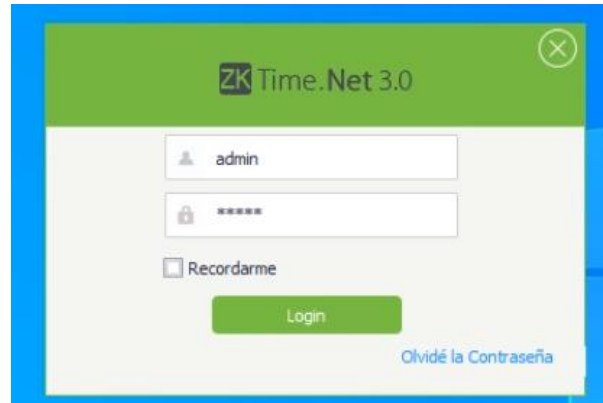 ZK Time.Net 3.0
admin
*****
Recordarme
Login
Olvidé la Contraseña